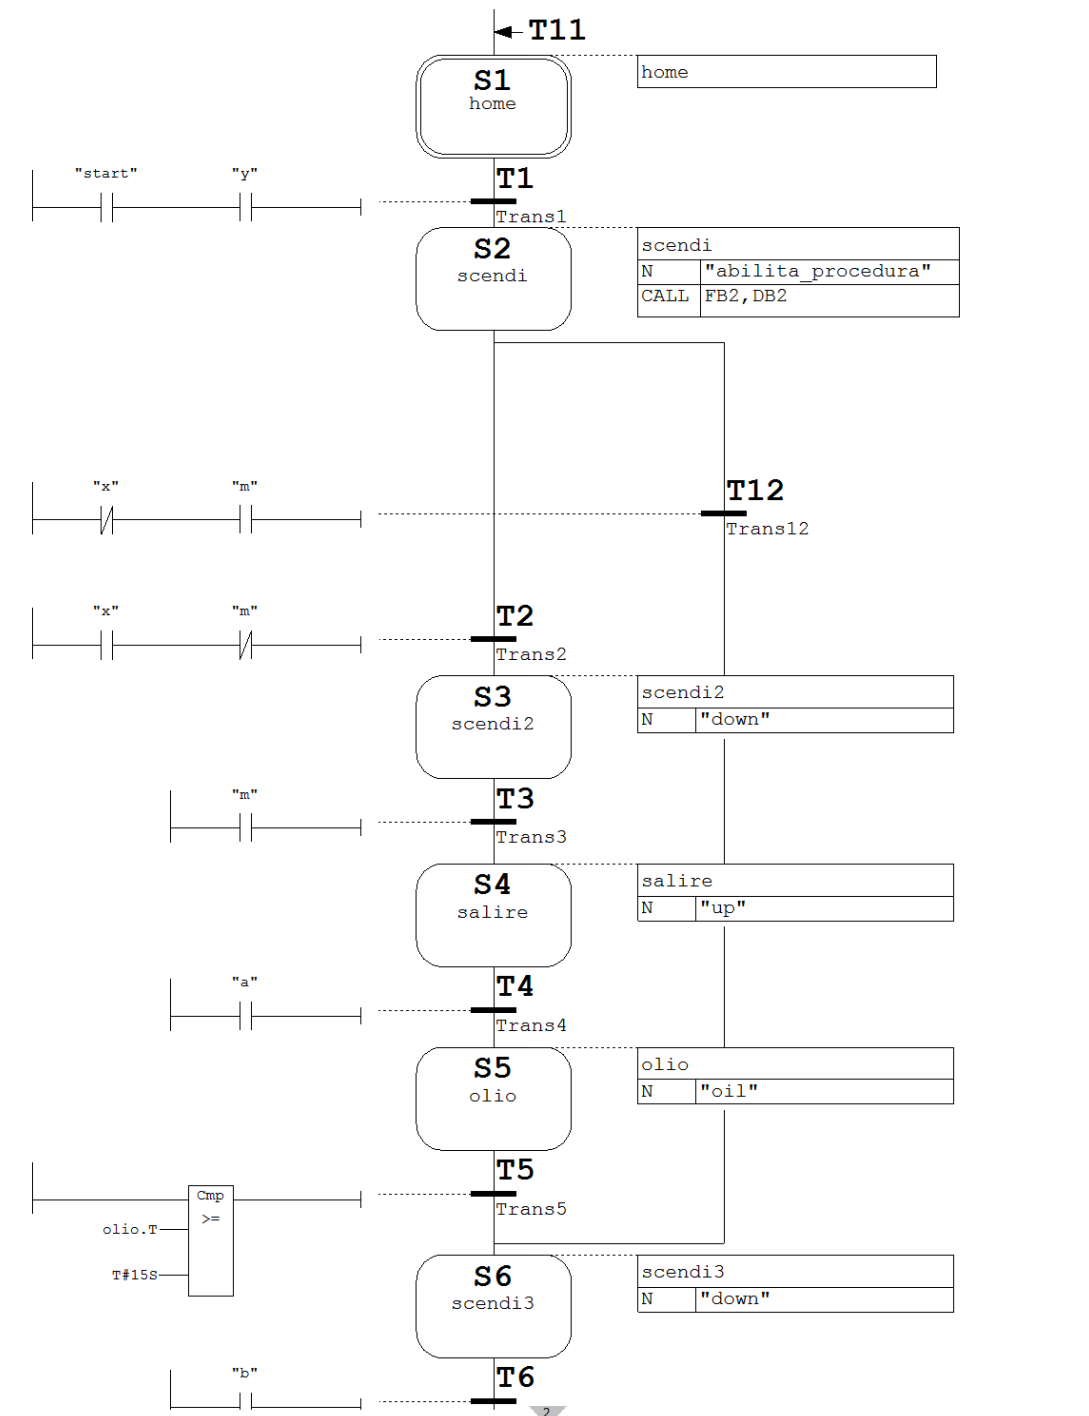 T11
S1
home
home
"start" "y"
T1
Trans1
S2
scendi
scendi
N "abilita_procedura"
CALL FB2,DB2
"x" "m"
T12
Trans12
"x" "m"
T2
Trans2
S3
scendi2
scendi2
N "down"
"m"
T3
Trans3
S4
salire
salire
N "up"
"a"
T4
Trans4
S5
olio
olio
N "oil"
T5
Trans5
Cmp
>=
olio.T
T#15S
S6
scendi3
scendi3
N "down"
"b"
T6
2